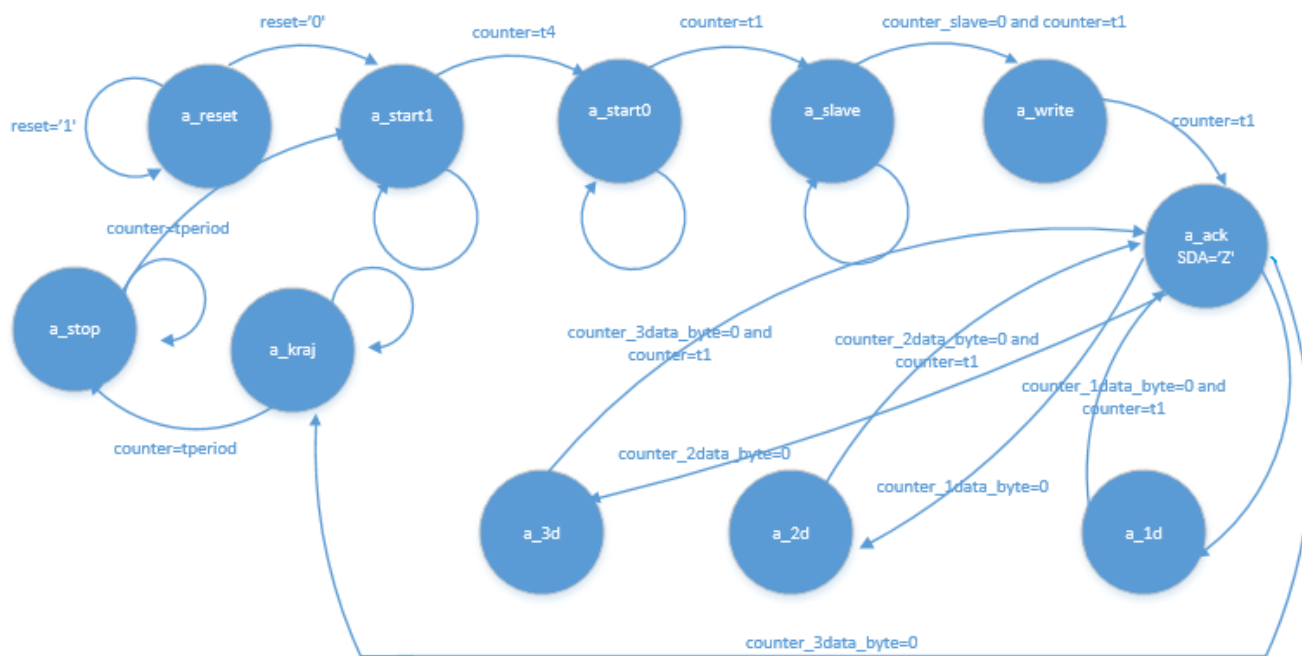 reset='0'
counter=t4
counter=t1
counter_slave=0 and counter=t1
reset='1'
a_reset
a_start1
a_start0
a_slave
a_write
counter=t1
counter=tperiod
a_ack
SDA='Z'
a_stop
a_kraj
counter_3data_byte=0 and
counter=t1
counter_2data_byte=0 and
counter=t1
counter_1data_byte=0 and
counter=t1
counter=tperiod
counter_2data_byte=0
counter_1data_byte=0
a_3d
a_2d
a_1d
counter_3data_byte=0